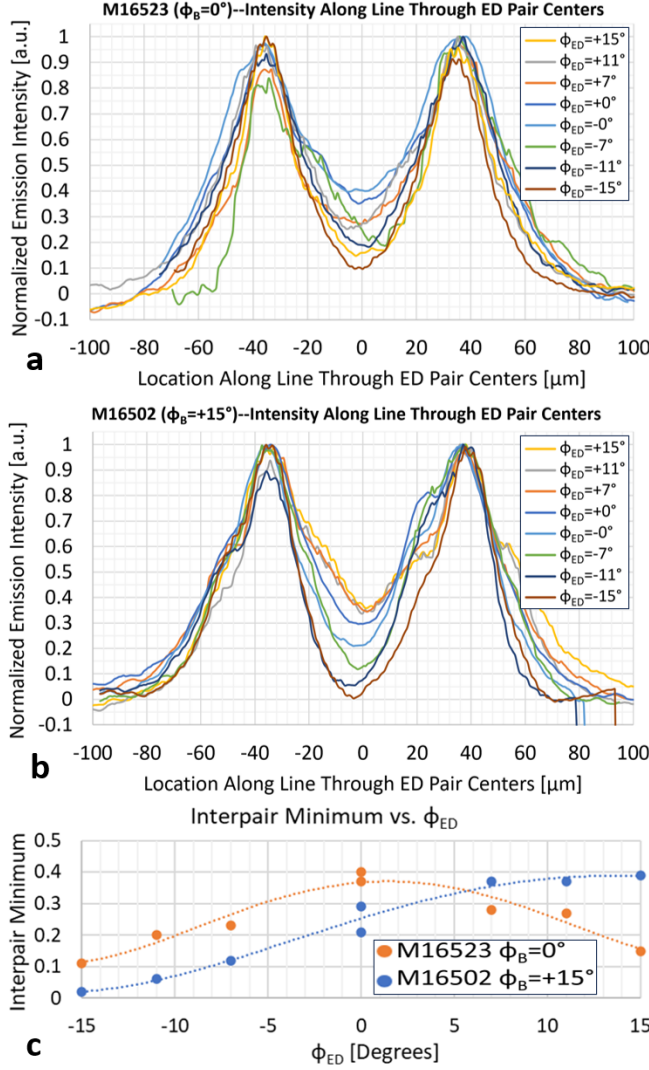 M16523 (ϕB=0°)--Intensity Along Line Through ED Pair Centers
Normalized Emission Intensity [a.u.]
1
0.9
0.8
0.7
0.6
0.5
0.4
0.3
0.2
0.1
0
-0.1
ϕED=+15°
ϕED=+11°
ϕED=+7°
ϕED=+0°
ϕED=-0°
ϕED=-7°
ϕED=-11°
ϕED=-15°
-100 -80 -60 -40 -20 0 20 40 60 80 100
a
Location Along Line Through ED Pair Centers [µm]
M16502 (ϕB=+15°)--Intensity Along Line Through ED Pair Centers
Normalized Emission Intensity [a.u.]
1
0.9
0.8
0.7
0.6
0.5
0.4
0.3
0.2
0.1
0
-0.1
ϕED=+15°
ϕED=+11°
ϕED=+7°
ϕED=+0°
ϕED=-0°
ϕED=-7°
ϕED=-11°
ϕED=-15°
-100 -80 -60 -40 -20 0 20 40 60 80 100
b
Location Along Line Through ED Pair Centers [µm]
Interpair Minimum vs. ϕED
Interpair Minimum
0.5
0.4
0.3
0.2
0.1
0
M16523 ϕB=0°
M16502 ϕB=+15°
-15 -10 -5 0 5 10 15
c
ϕED [Degrees]